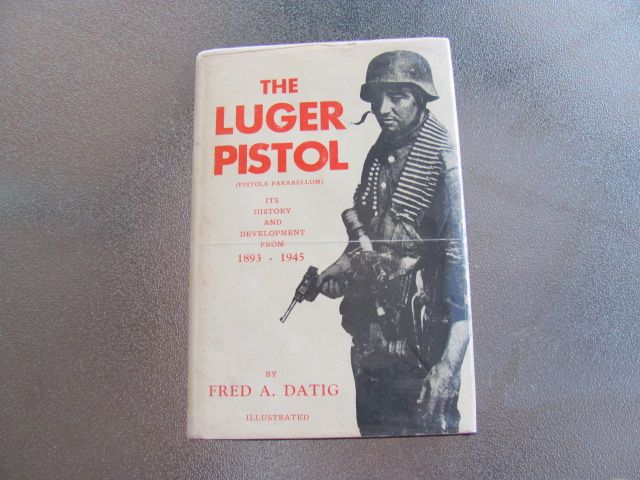 THE
LUGER
PISTOL
(PISTOLE PARABELLUM)
ITS
HISTORY
AND
DEVELOPMENT
FROM
1893 - 1945
BY
FRED A. DATIG
ILLUSTRATED